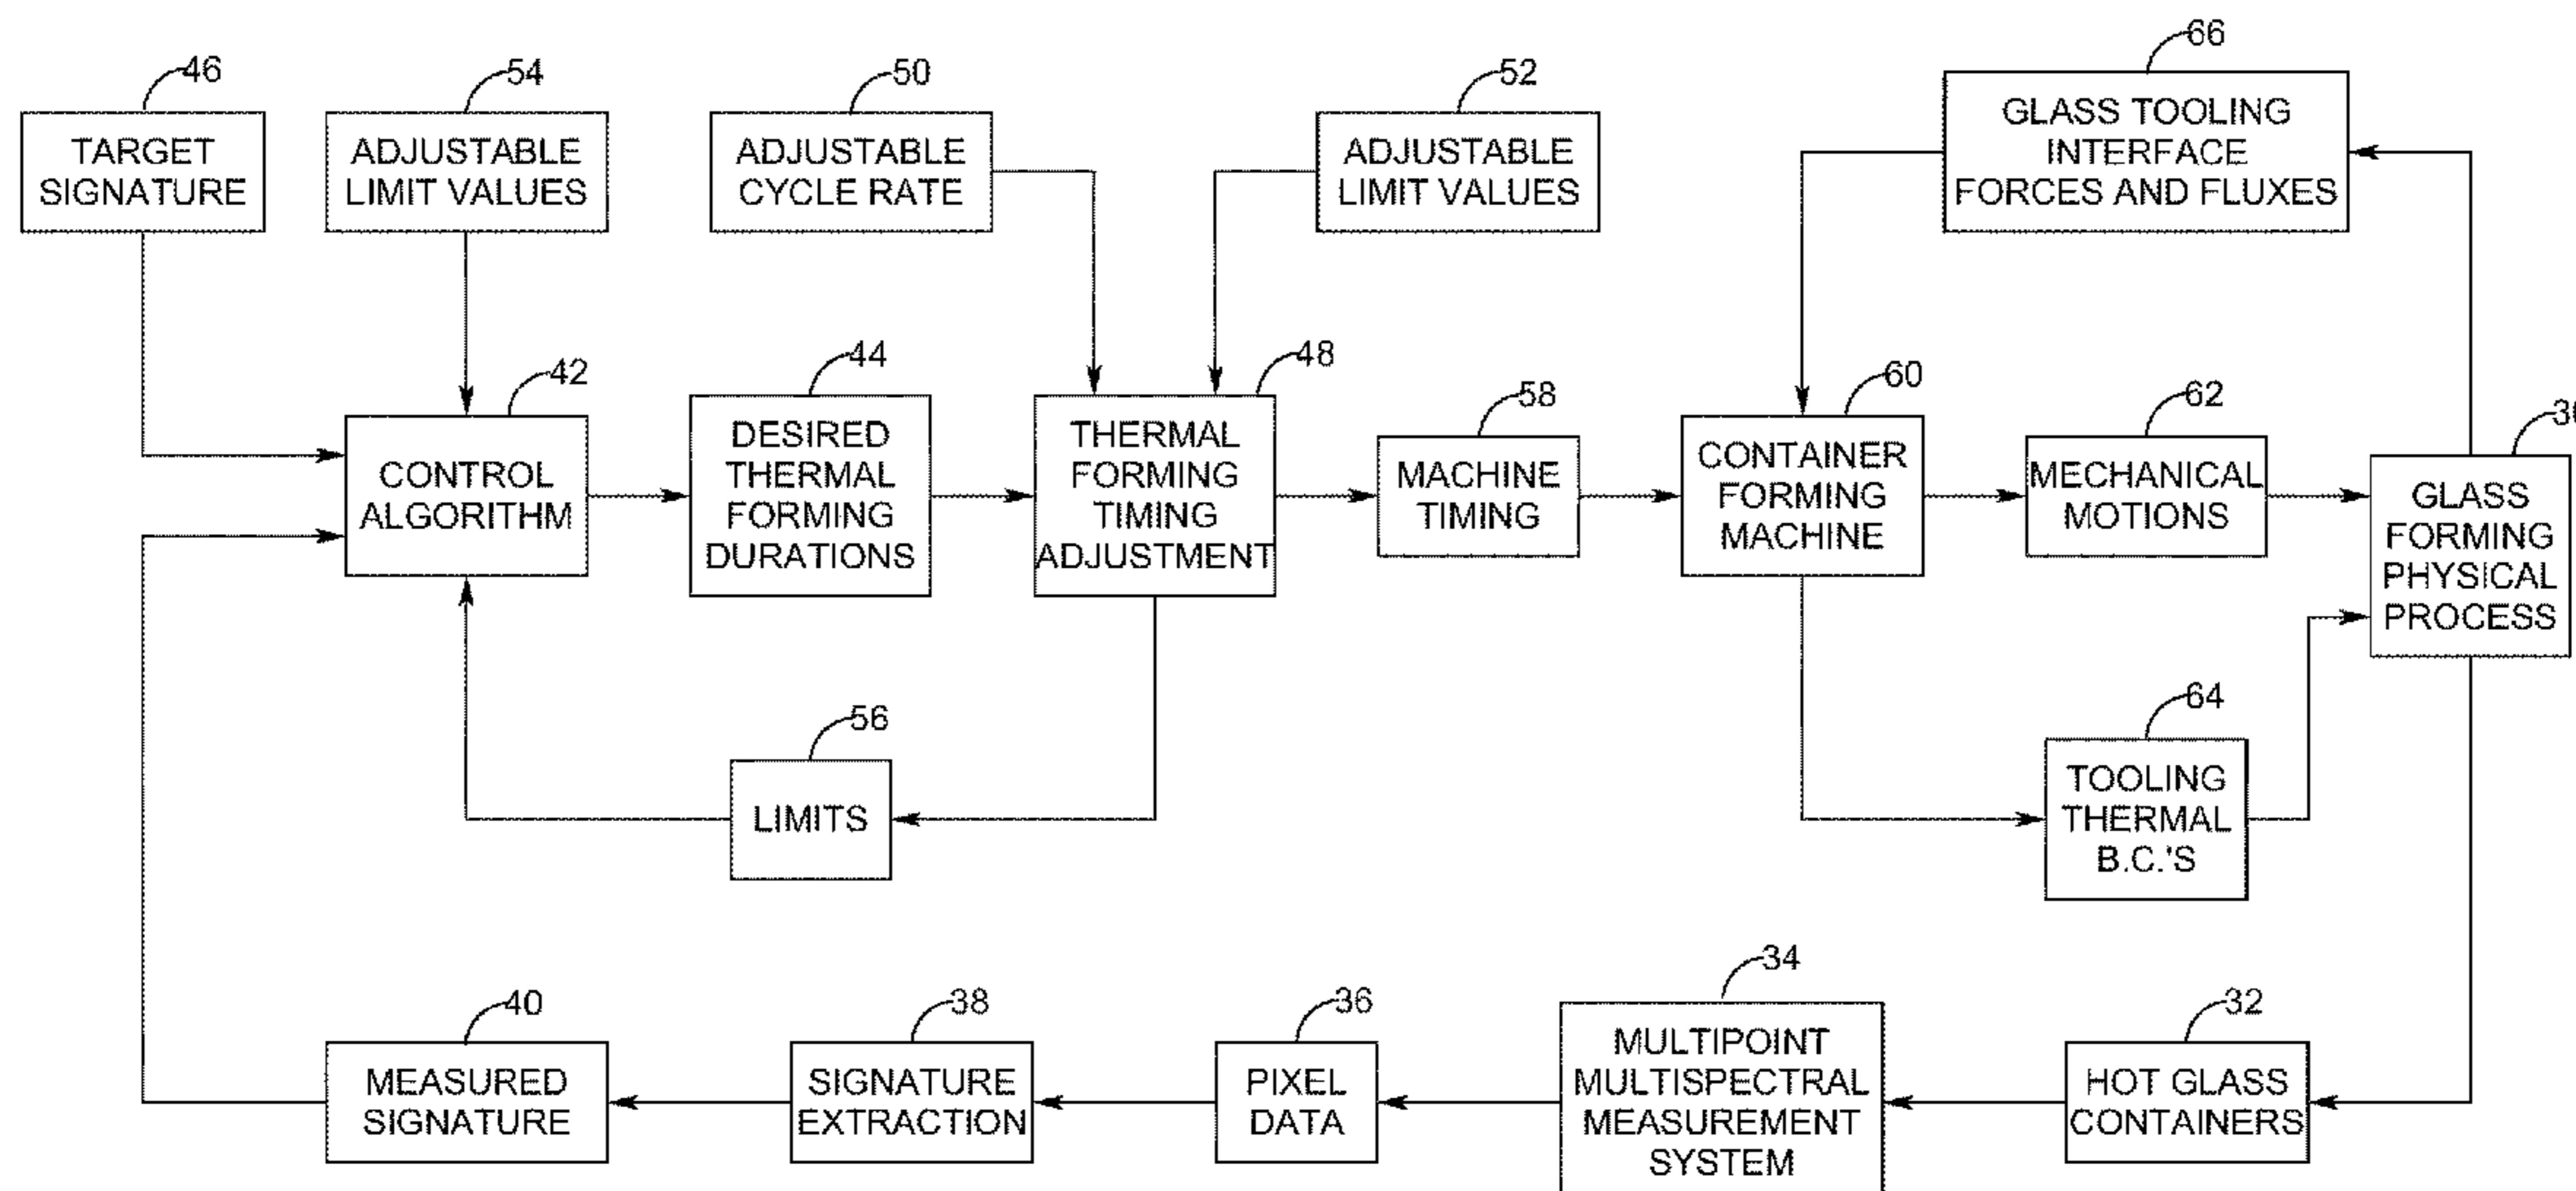 46
TARGET
SIGNATURE
54
ADJUSTABLE
LIMIT VALUES
50
ADJUSTABLE
CYCLE RATE
52
ADJUSTABLE
LIMIT VALUES
66
GLASS TOOLING
INTERFACE
FORCES AND FLUXES
42
CONTROL
ALGORITHM
44
DESIRED
THERMAL
FORMING
DURATIONS
48
THERMAL
FORMING
TIMING
ADJUSTMENT
58
MACHINE
TIMING
60
CONTAINER
FORMING
MACHINE
62
MECHANICAL
MOTIONS
GLASS
FORMING
PHYSICAL
PROCESS
56
LIMITS
64
TOOLING
THERMAL
B.C.'S
40
MEASURED
SIGNATURE
38
SIGNATURE
EXTRACTION
36
PIXEL
DATA
34
MULTIPOINT
MULTISPECTRAL
MEASUREMENT
SYSTEM
32
HOT GLASS
CONTAINERS